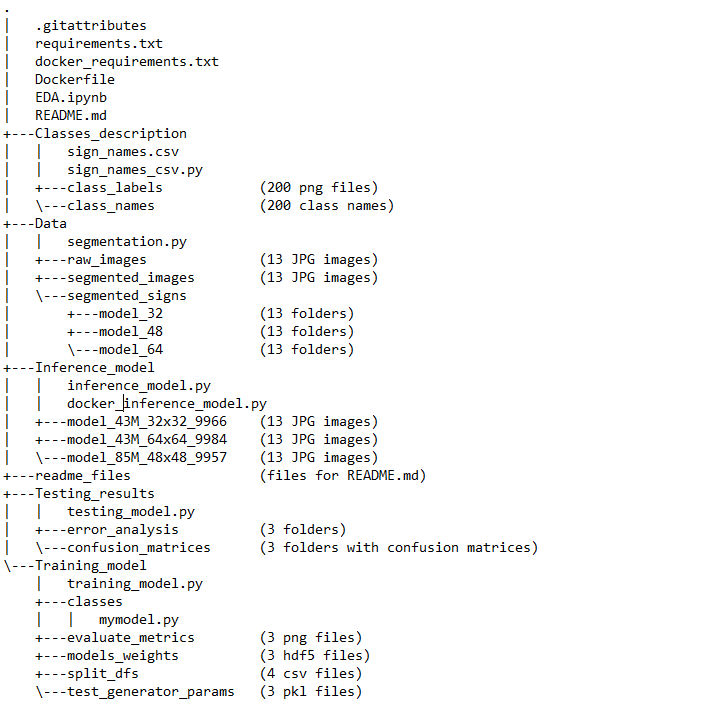 .
|   .gitattributes
|   requirements.txt
|   docker_requirements.txt
|   Dockerfile
|   EDA.ipynb
|   README.md
+---Classes_description
|   |   sign_names.csv
|   |   sign_names_csv.py
|   +---class_labels            (200 png files)
|   \---class_names             (200 class names)
+---Data
|   |   segmentation.py
|   +---raw_images              (13 JPG images)
|   +---segmented_images        (13 JPG images)
|   \---segmented_signs
|       +---model_32            (13 folders)
|       +---model_48            (13 folders)
|       \---model_64            (13 folders)
+---Inference_model
|   |   inference_model.py
|   |   docker_inference_model.py
|   +---model_43M_32x32_9966    (13 JPG images)
|   +---model_43M_64x64_9984    (13 JPG images)
|   \---model_85M_48x48_9957    (13 JPG images)
+---readme_files                (files for README.md)
+---Testing_results
|   |   testing_model.py
|   +---error_analysis          (3 folders)
|   \---confusion_matrices      (3 folders with confusion matrices)
\---Training_model
    |   training_model.py
    +---classes
    |   |   mymodel.py
    +---evaluate_metrics        (3 png files)
    +---models_weights          (3 hdf5 files)
    +---split_dfs               (4 csv files)
    \---test_generator_params   (3 pkl files)